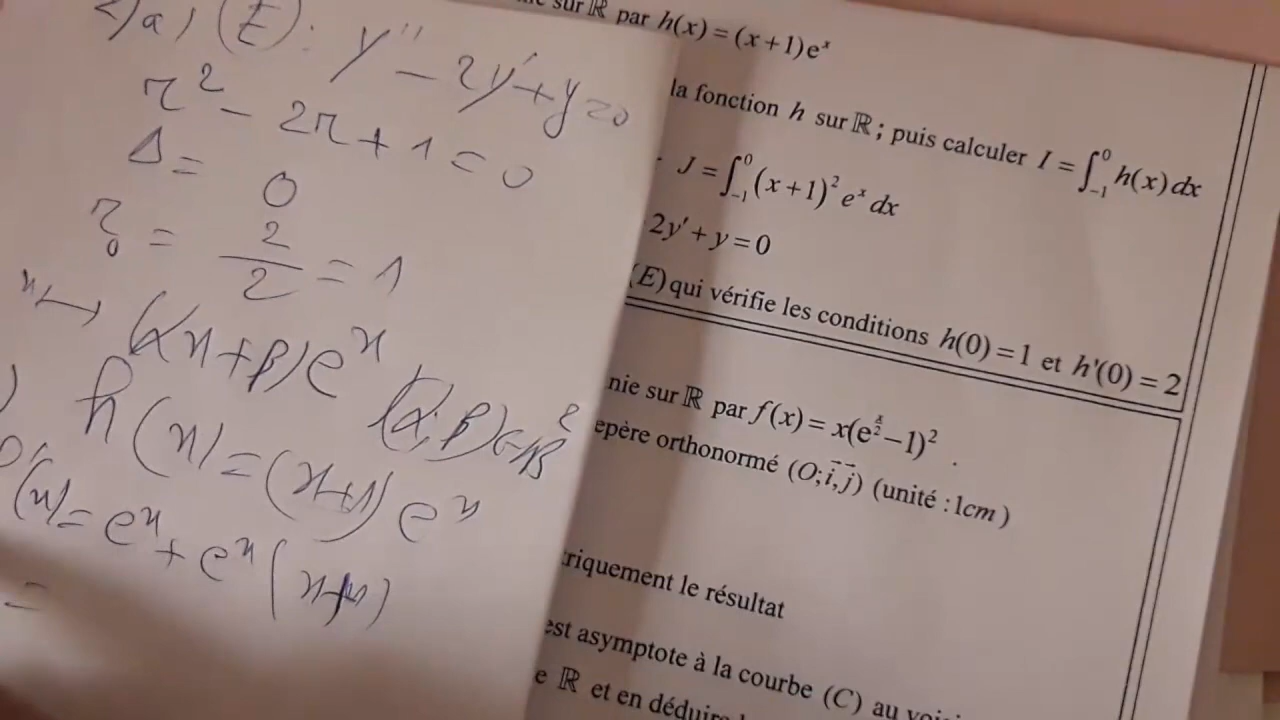 2) a) (E): y'' - 2y' + y = 0
r² - 2r + 1 = 0
Δ = 0
r₀ = 2/2 = 1
x ↦ (αx + β) eˣ (α, β) ∈ ℝ²
) h(x) = (x+1) eˣ
'(x) = eˣ + eˣ (x+1)
=
sur ℝ par h(x) = (x+1)eˣ
la fonction h sur ℝ ; puis calculer I = ∫₋₁⁰ h(x) dx
J = ∫₋₁⁰ (x+1)² eˣ dx
2y' + y = 0
(E) qui vérifie les conditions h(0) = 1 et h'(0) = 2
nie sur ℝ par f(x) = x(e^{x/2} − 1)² .
epère orthonormé (O; i⃗, j⃗) (unité : 1cm )
triquement le résultat
est asymptote à la courbe (C) au voisi
e ℝ et en déduire